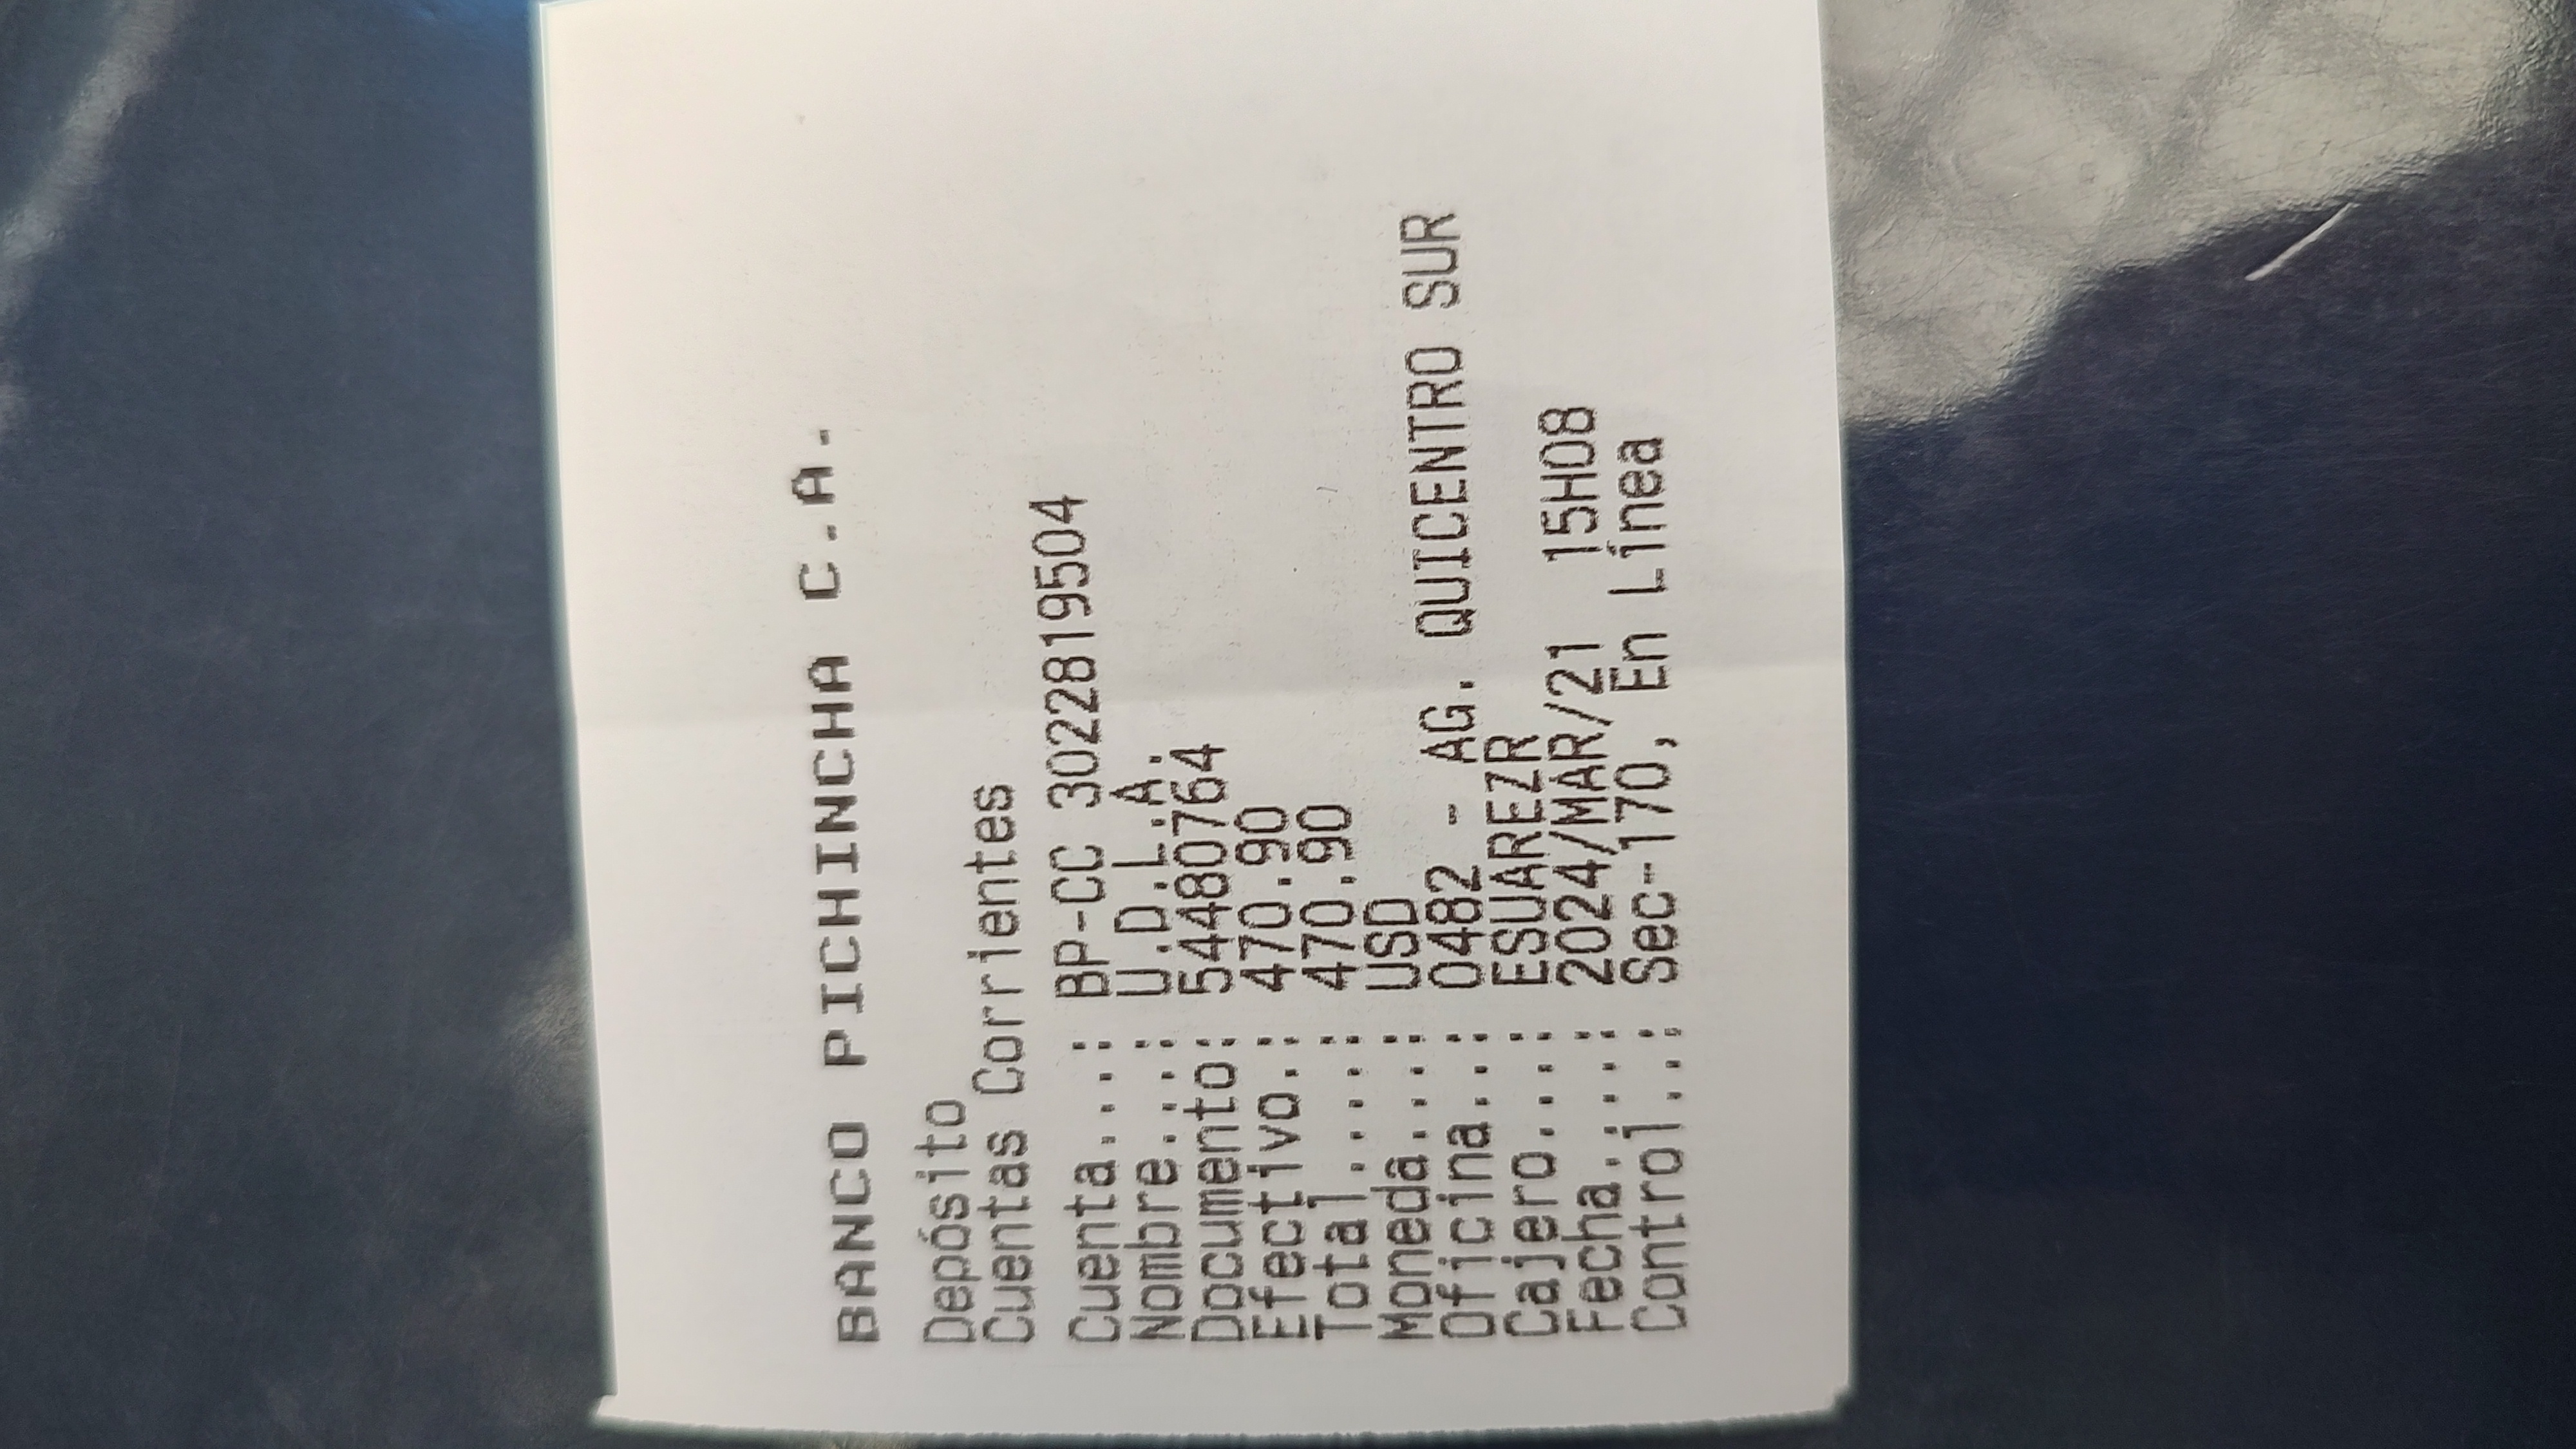 BANCO PICHINCHA C.A.
Depósito
Cuentas Corrientes
Cuenta....: BP-CC 3022819504
Nombre....: U.D.L.A.
Documento: 54480764
Efectivo.: 470.90
Total.....: 470.90
Moneda....: USD
Oficina...: 0482 - AG. QUICENTRO SUR
Cajero....: ESUAREZR
Fecha.....: 2024/MAR/21 15H08
Control..: Sec-170, En Línea